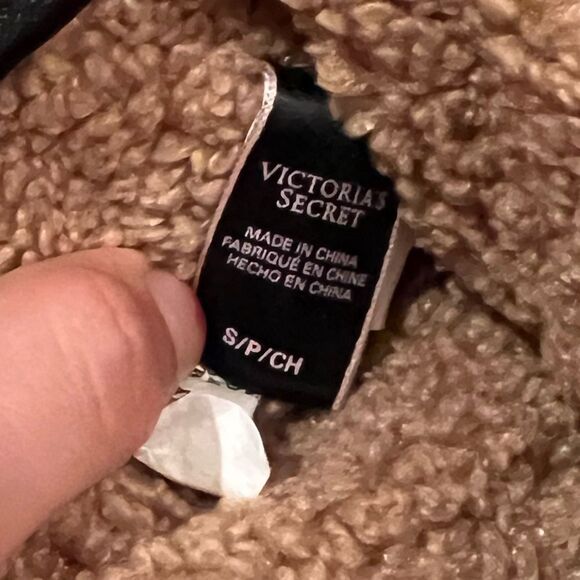 VICTORIA'S
SECRET
MADE IN CHINA
FABRIQUÉ EN CHINE
HECHO EN CHINA
S/P/CH